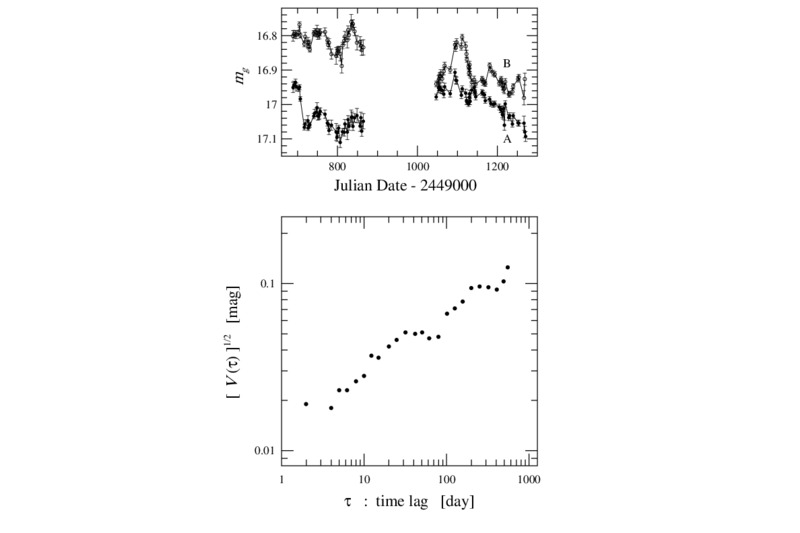 16.8
16.9
17
17.1
m_g
B
A
800
1000
1200
Julian Date - 2449000
0.1
0.01
[ V(τ) ]^1/2 [mag]
1
10
100
1000
τ : time lag [day]